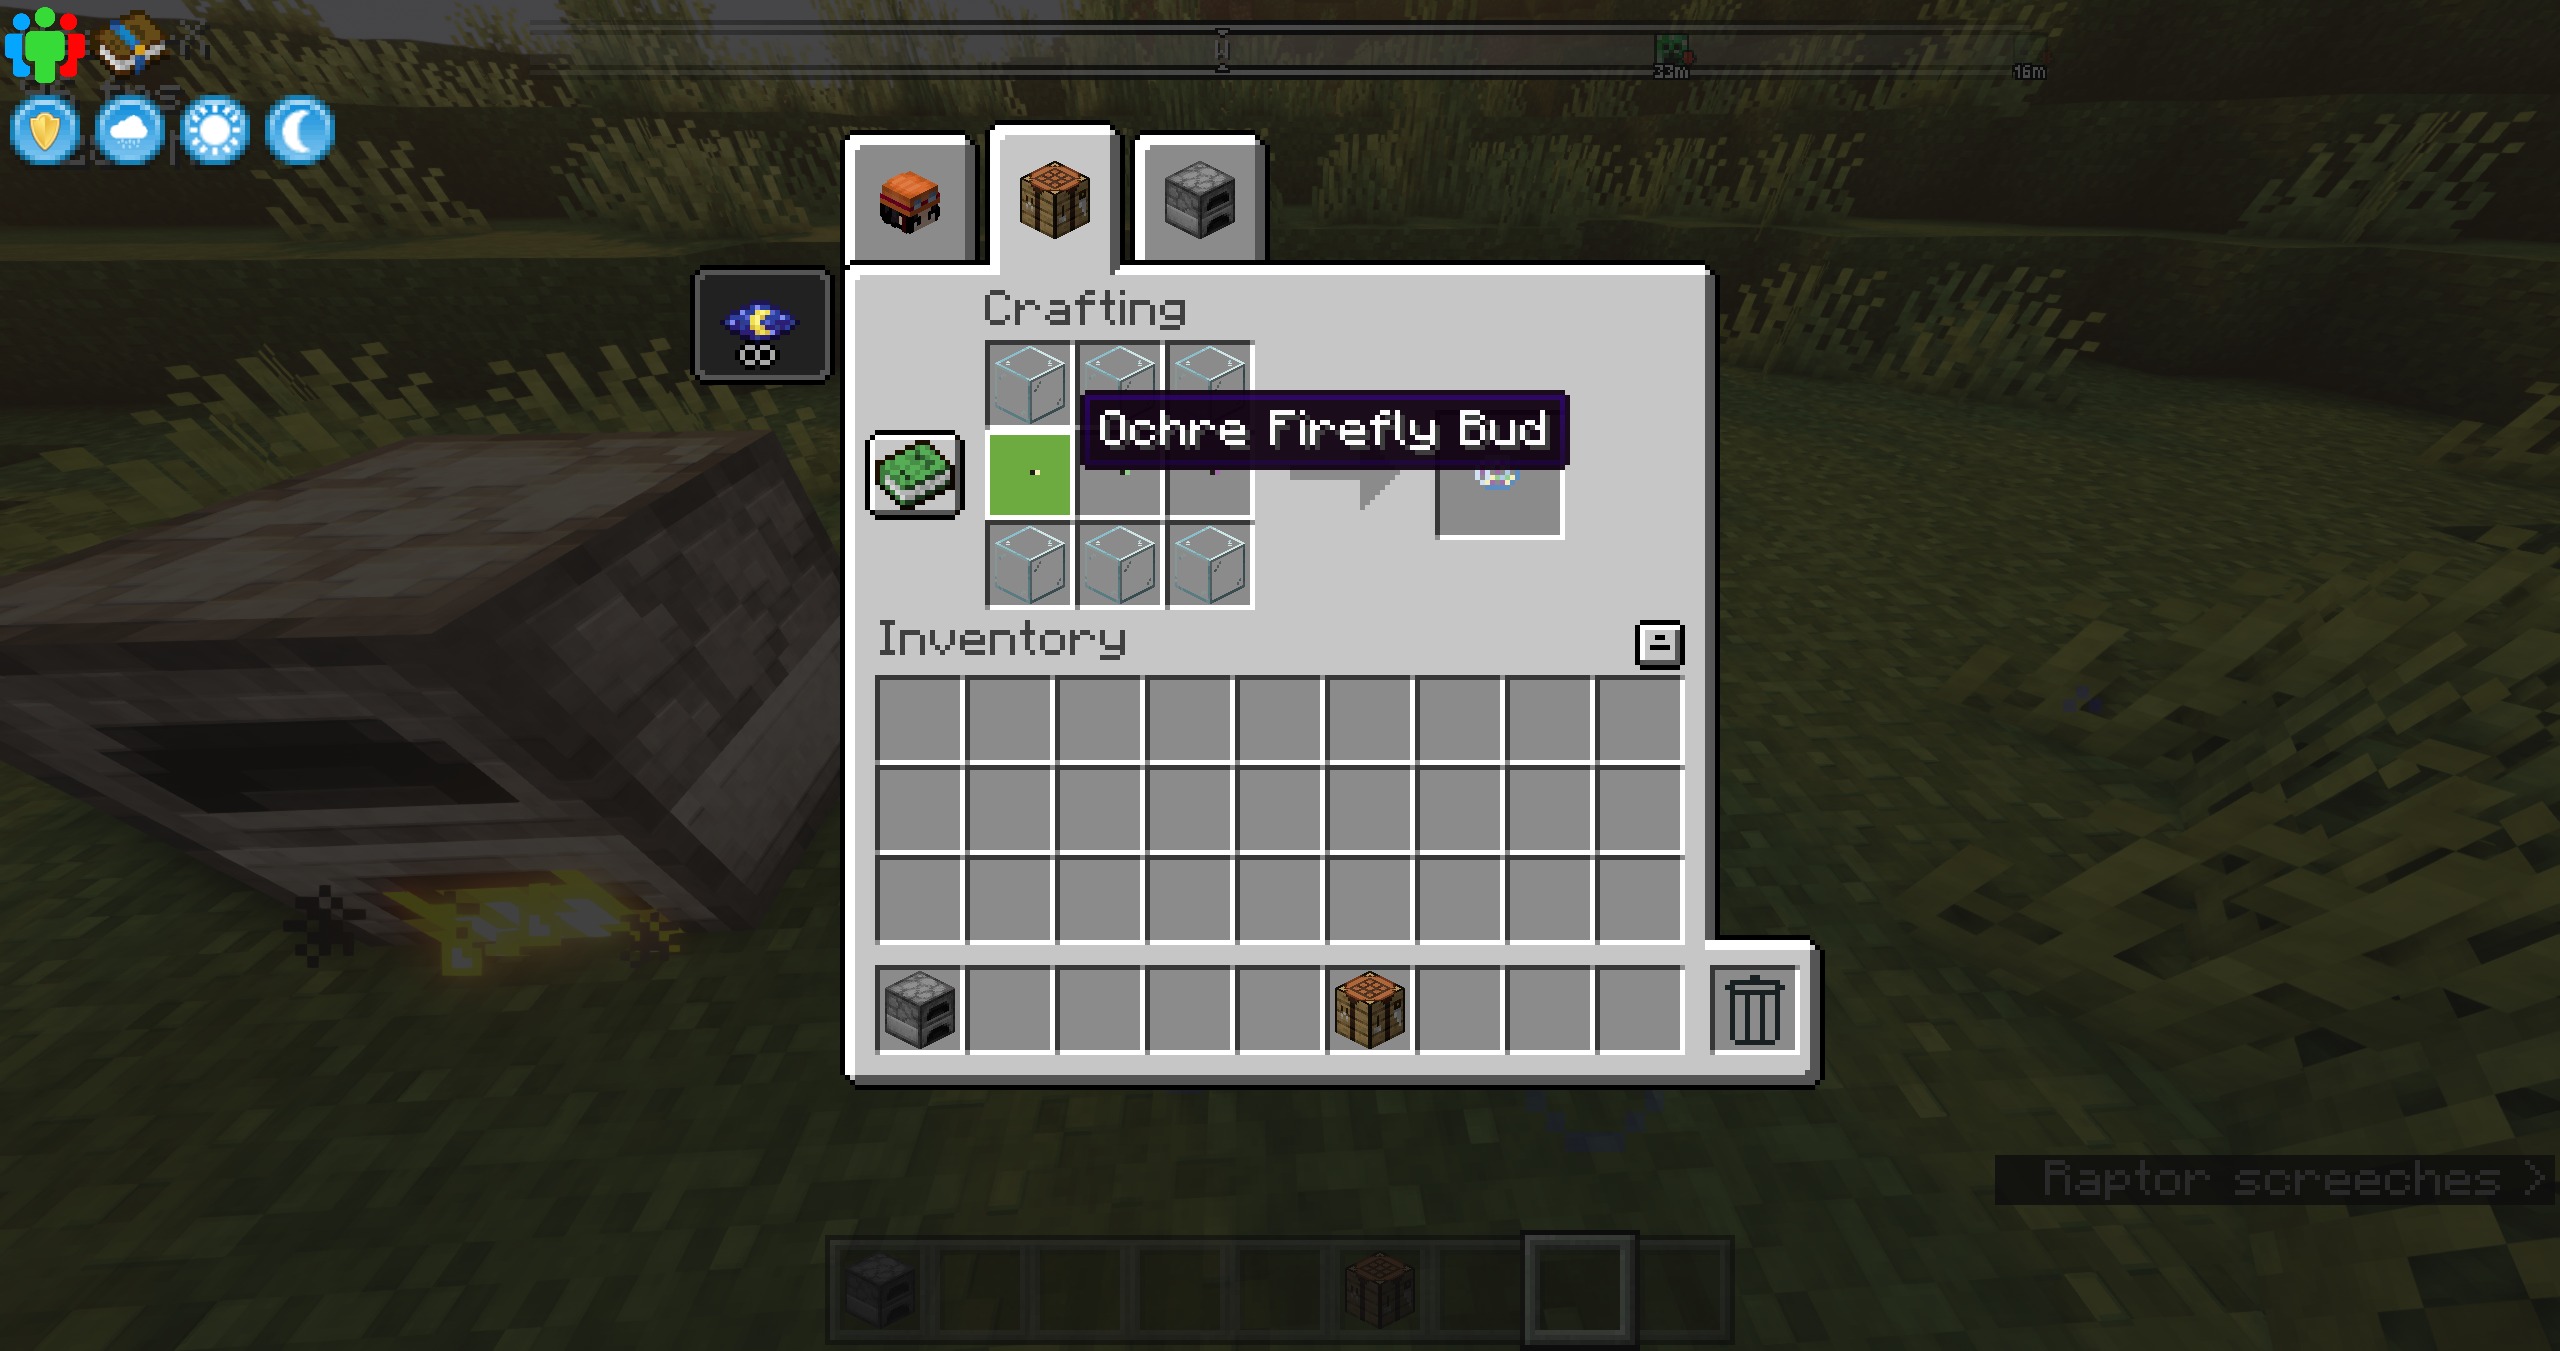 W
33m
16m
Crafting
Ochre Firefly Bud
Inventory
Raptor screeches >